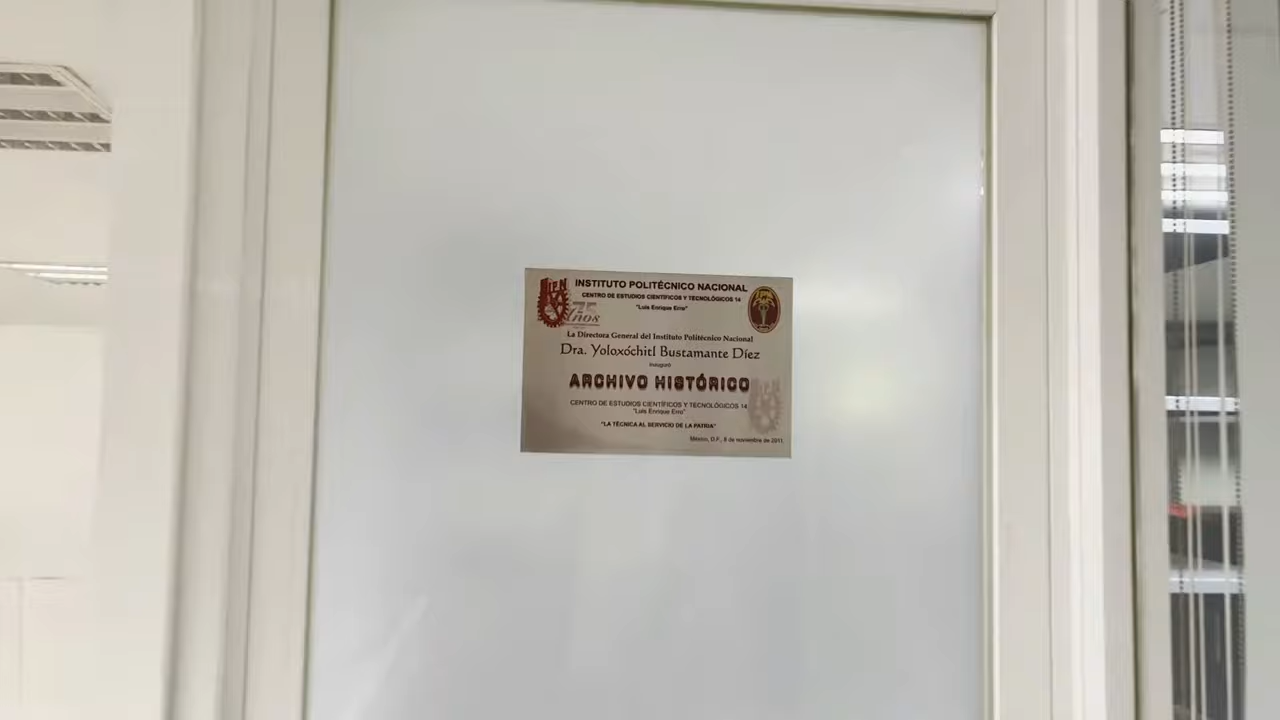 IPN
INSTITUTO POLITÉCNICO NACIONAL
CENTRO DE ESTUDIOS CIENTÍFICOS Y TECNOLÓGICOS 14
"Luis Enrique Erro"
75
Años
La Directora General del Instituto Politécnico Nacional
Dra. Yoloxóchitl Bustamante Díez
Inauguró
ARCHIVO HISTÓRICO
CENTRO DE ESTUDIOS CIENTÍFICOS Y TECNOLÓGICOS 14
"Luis Enrique Erro"
"LA TÉCNICA AL SERVICIO DE LA PATRIA"
México, D.F., 8 de noviembre de 2011.